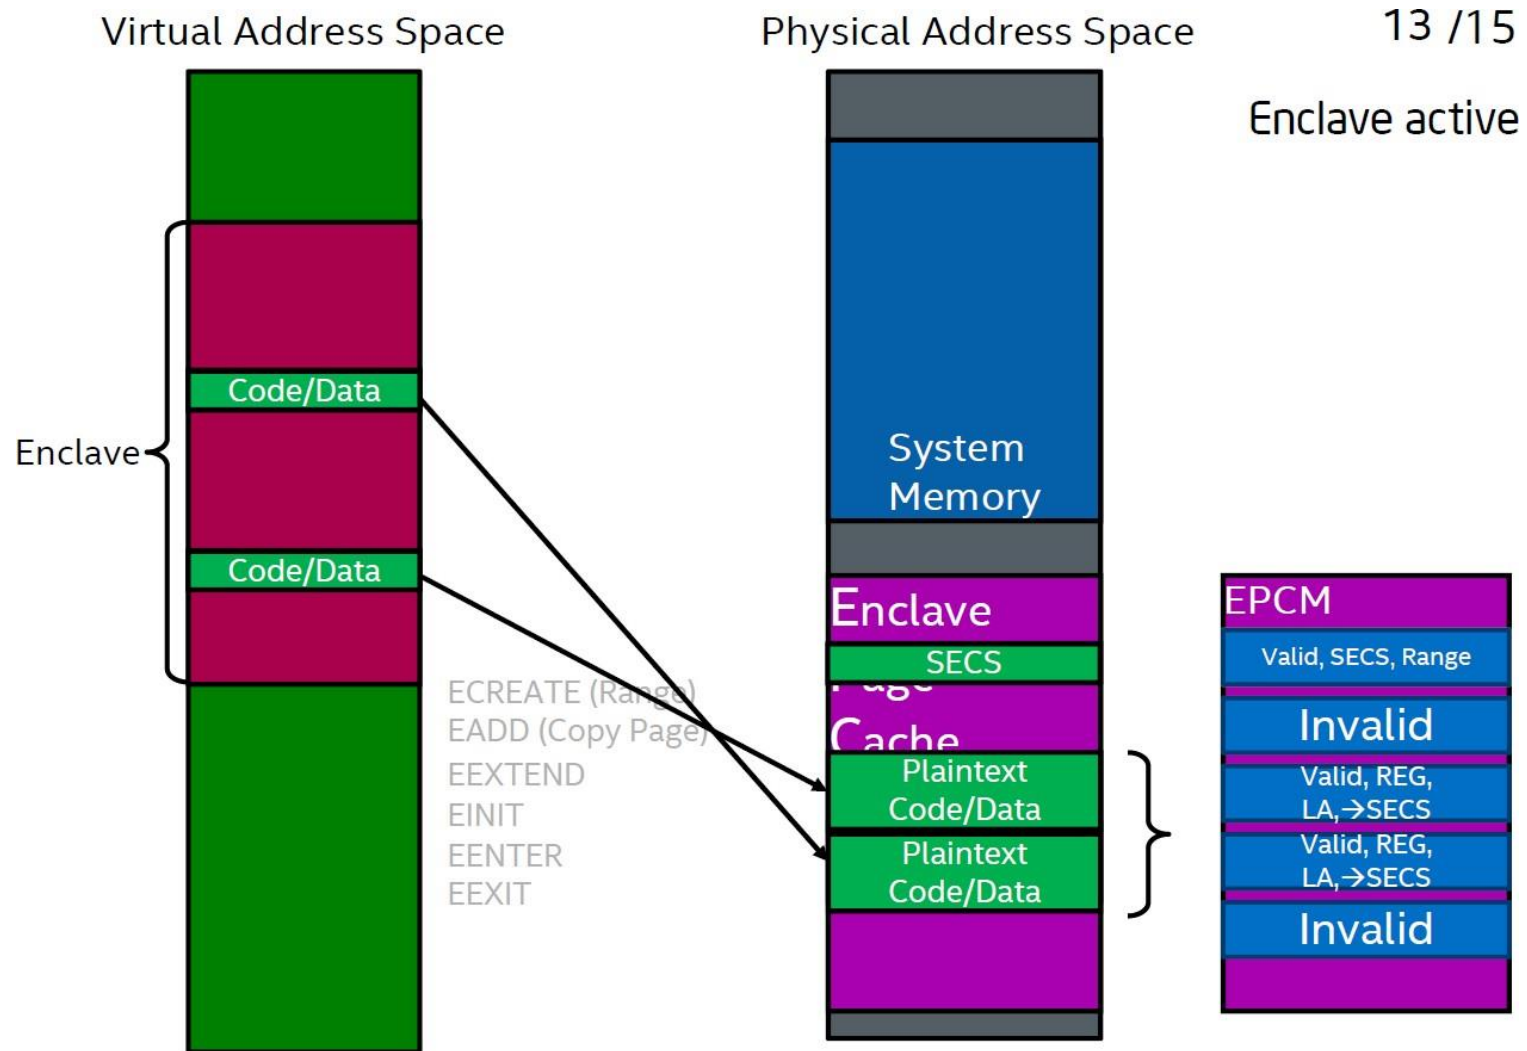 Virtual Address Space
Physical Address Space
13 /15
Enclave active
Code/Data
Enclave
Code/Data
ECREATE (Range)
EADD (Copy Page)
EEXTEND
EINIT
EENTER
EEXIT
System
Memory
Enclave
SECS
Page
Cache
Plaintext
Code/Data
Plaintext
Code/Data
EPCM
Valid, SECS, Range
Invalid
Valid, REG,
LA,→SECS
Valid, REG,
LA,→SECS
Invalid